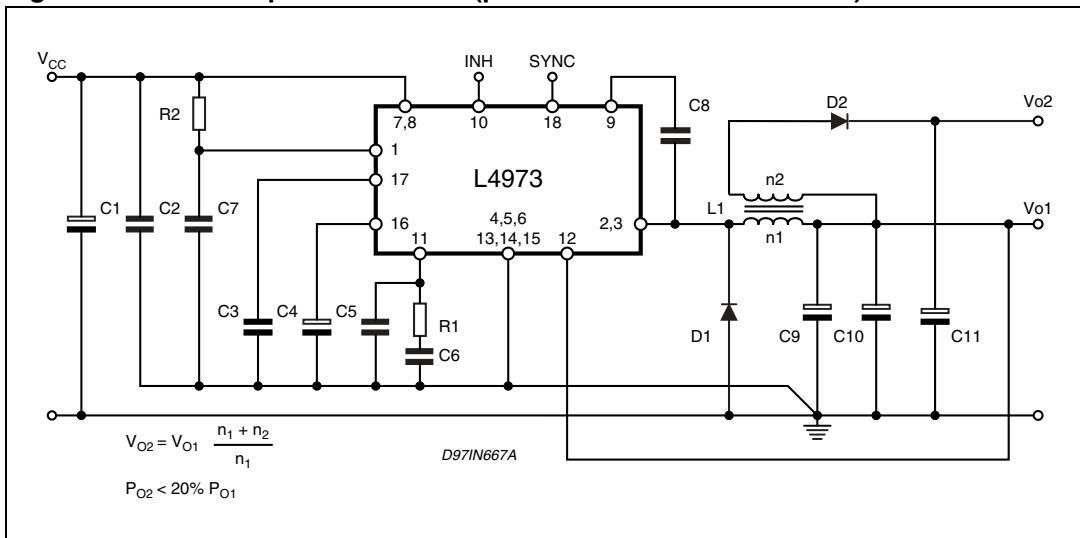 V_CC
INH
SYNC
R2
7,8
10
18
9
C8
D2
Vo2
1
17
L4973
n2
C1
C2
C7
16
4,5,6
2,3
L1
Vo1
11
13,14,15
12
n1
C3
C4
C5
R1
C6
D1
C9
C10
C11
V_O2 = V_O1 (n_1 + n_2) / n_1
D97IN667A
P_O2 < 20% P_O1